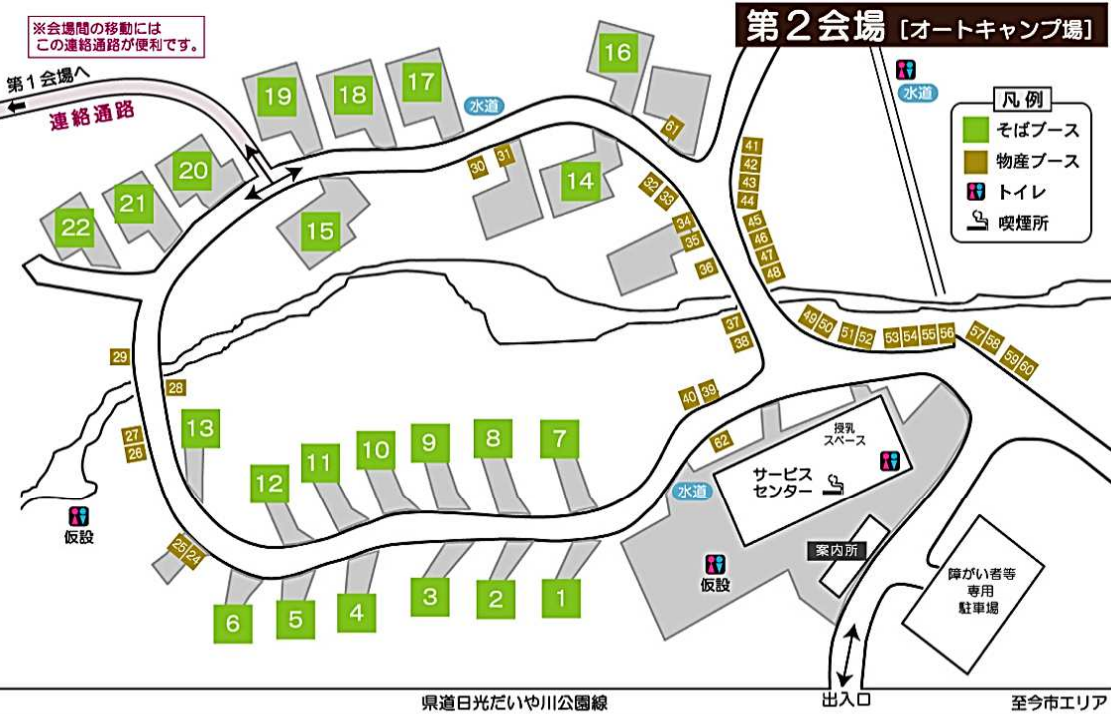 ※会場間の移動には
この連絡通路が便利です。
第2会場 [オートキャンプ場]
第1会場へ
連絡通路
水道
水道
凡例
そばブース
物産ブース
トイレ
喫煙所
16
17
18
19
20
21
22
15
14
61
30
31
32
33
34
35
36
37
38
39
40
41
42
43
44
45
46
47
48
49
50
51
52
53
54
55
56
57
58
59
60
29
28
27
26
25
24
13
12
11
10
9
8
7
62
6
5
4
3
2
1
仮設
水道
授乳
スペース
サービス
センター
案内所
仮設
障がい者等
専用
駐車場
県道日光だいや川公園線
出入口
至今市エリア